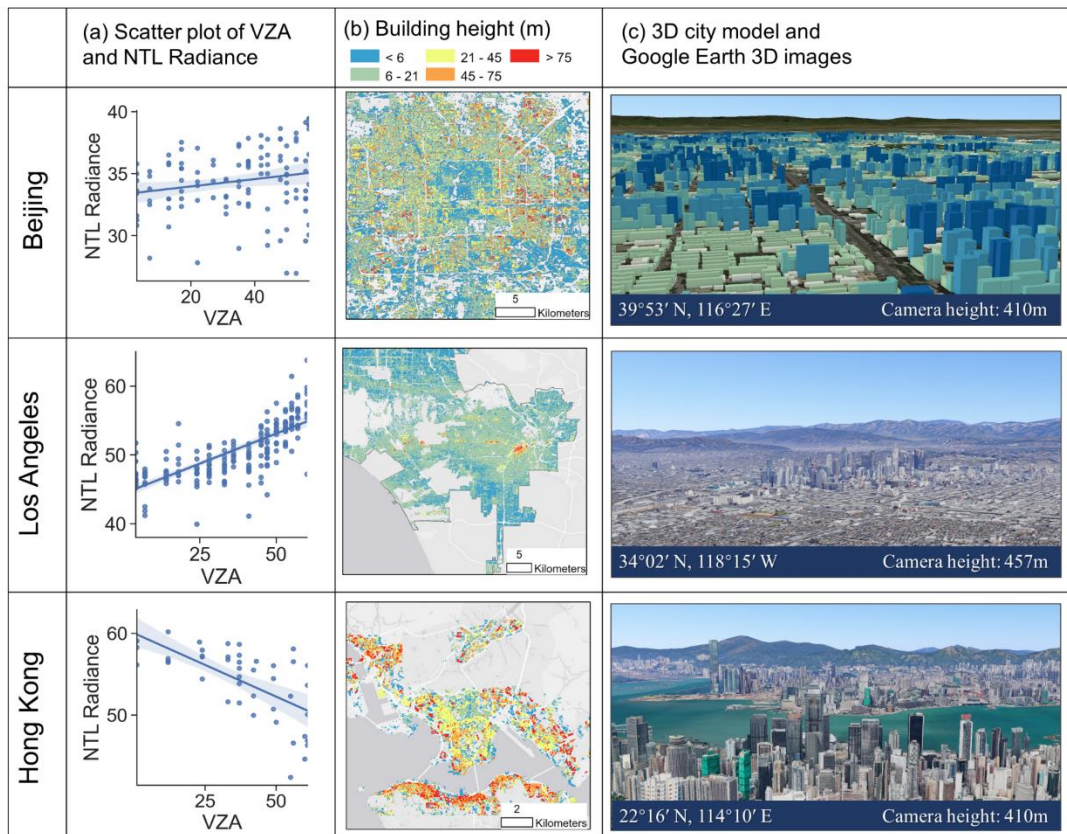 (a) Scatter plot of VZA
and NTL Radiance
(b) Building height (m)
< 6
21 - 45
> 75
6 - 21
45 - 75
(c) 3D city model and
Google Earth 3D images
Beijing
40
35
30
NTL Radiance
20
40
VZA
5
Kilometers
39°53′ N, 116°27′ E
Camera height: 410m
Los Angeles
60
50
40
NTL Radiance
25
50
VZA
5
Kilometers
34°02′ N, 118°15′ W
Camera height: 457m
Hong Kong
60
50
NTL Radiance
25
50
VZA
2
Kilometers
22°16′ N, 114°10′ E
Camera height: 410m